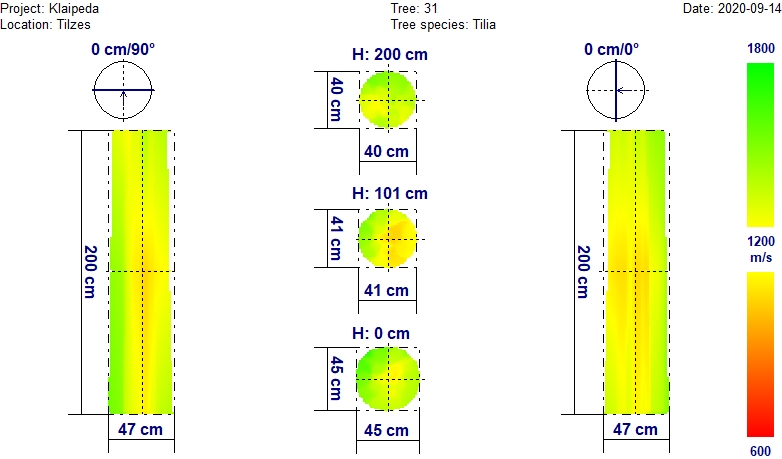 Project: Klaipeda
Tree: 31
Date: 2020-09-14
Location: Tilzes
Tree species: Tilia
0 cm/90°
H: 200 cm
0 cm/0°
1800
40 cm
40 cm
H: 101 cm
41 cm
41 cm
200 cm
200 cm
1200
m/s
H: 0 cm
45 cm
47 cm
45 cm
47 cm
600